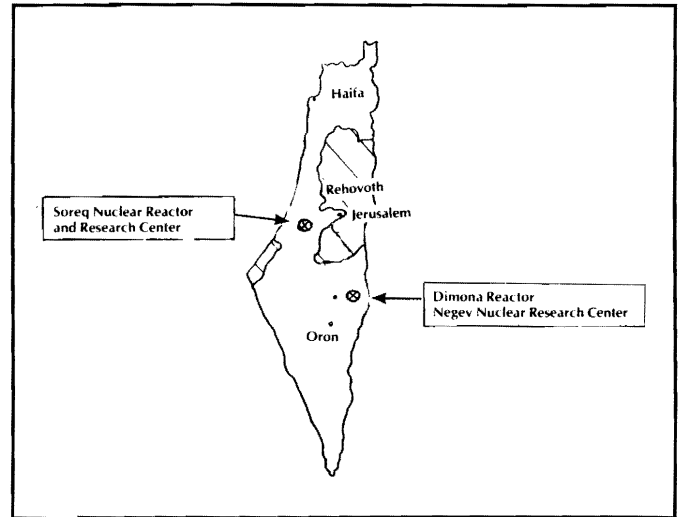 Haifa
Rehovoth
Jerusalem
Soreq Nuclear Reactor
and Research Center
Dimona Reactor
Negev Nuclear Research Center
Oron